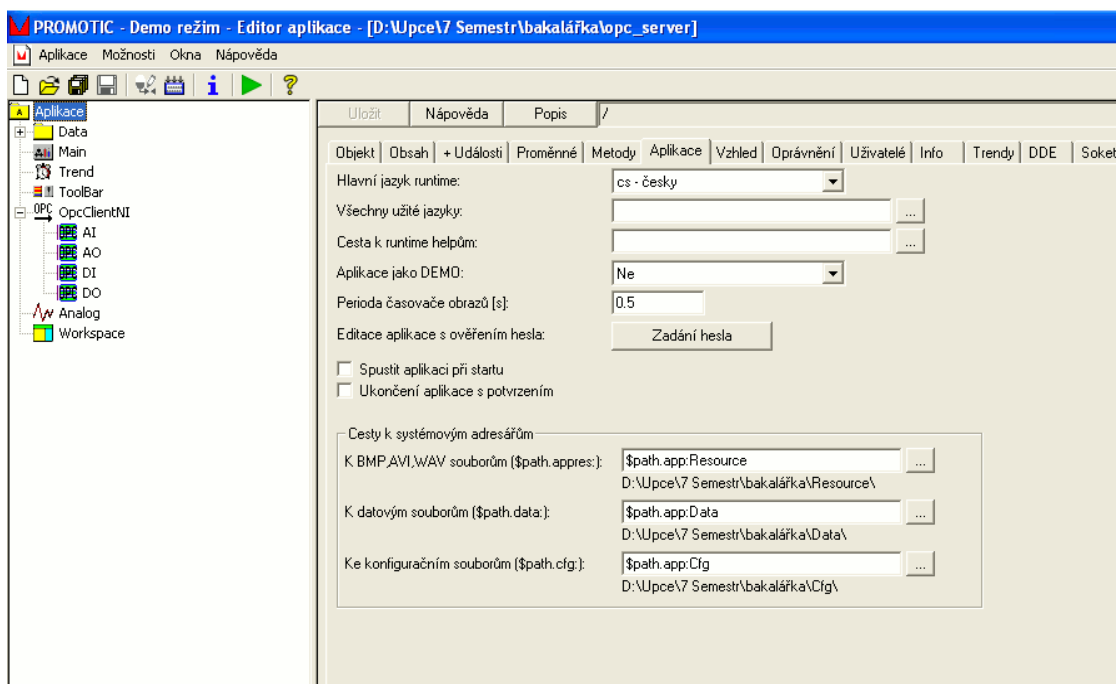 PROMOTIC - Demo režim - Editor aplikace - [D:\Upce\7 Semestr\bakalářka\opc_server]
Aplikace Možnosti Okna Nápověda
Aplikace
Data
Main
Trend
ToolBar
OpcClientNI
AI
AO
DI
DO
Analog
Workspace
Uložit Nápověda Popis /
Objekt Obsah + Události Proměnné Metody Aplikace Vzhled Oprávnění Uživatelé Info Trendy DDE Soket
Hlavní jazyk runtime: cs - česky
Všechny užité jazyky: ...
Cesta k runtime helpům: ...
Aplikace jako DEMO: Ne
Perioda časovače obrazů [s]: 0.5
Editace aplikace s ověřením hesla: Zadání hesla
Spustit aplikaci při startu
Ukončení aplikace s potvrzením
Cesty k systémovým adresářům
K BMP,AVI,WAV souborům ($path.appres:): $path.app:Resource ...
D:\Upce\7 Semestr\bakalářka\Resource\
K datovým souborům ($path.data:): $path.app:Data ...
D:\Upce\7 Semestr\bakalářka\Data\
Ke konfiguračním souborům ($path.cfg:): $path.app:Cfg ...
D:\Upce\7 Semestr\bakalářka\Cfg\